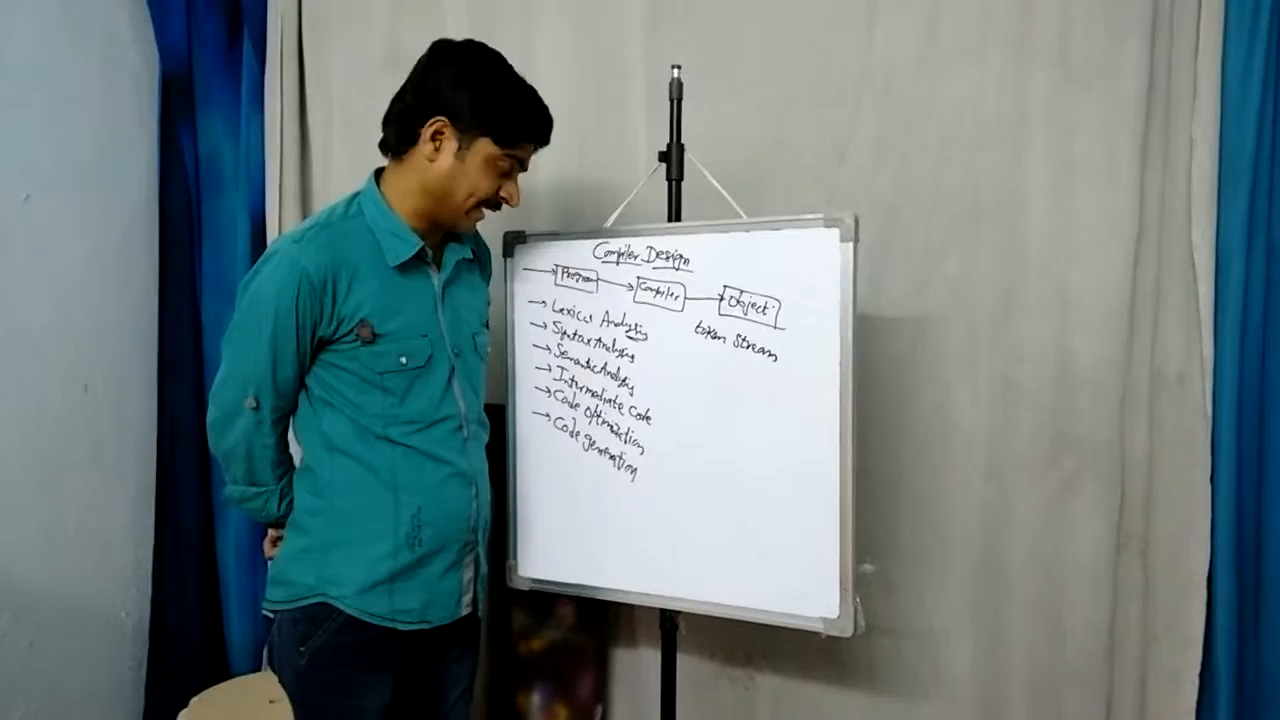 Compiler Design
→ Program → Compiler → Object
→ Lexical Analysis
token Stream
→ Syntax Analysis
→ Semantic Analysis
→ Intermediate Code
→ Code optimization
→ Code generation